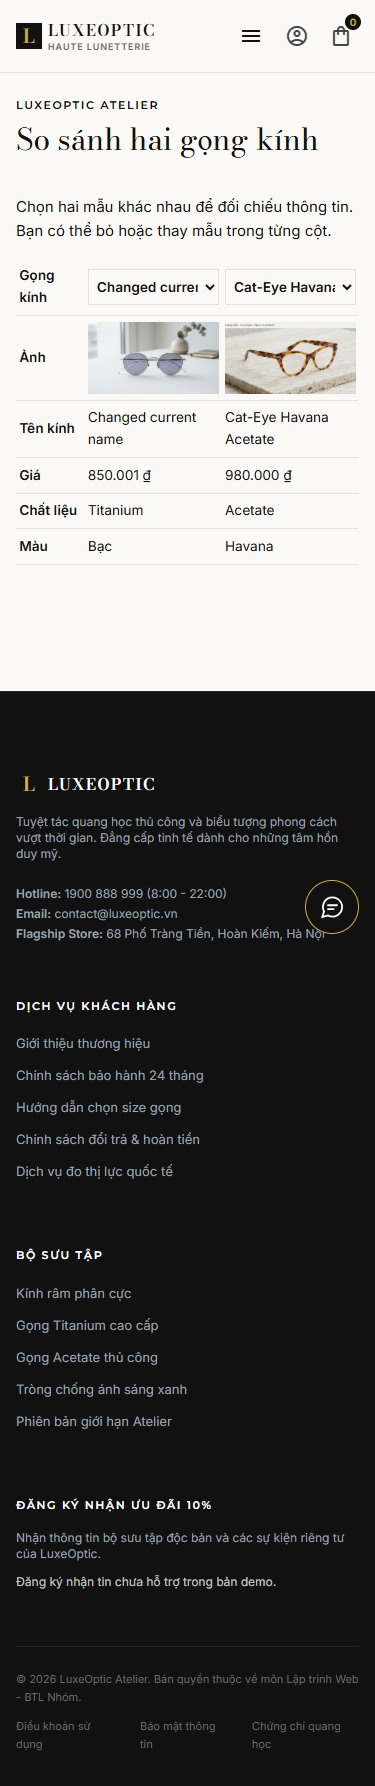 L LUXEOPTIC
HAUTE LUNETTERIE
0
LUXEOPTIC ATELIER
So sánh hai gọng kính
Chọn hai mẫu khác nhau để đối chiếu thông tin.
Bạn có thể bỏ hoặc thay mẫu trong từng cột.
Gọng kính Changed curren Cat-Eye Havana
Ảnh
Tên kính Changed current name Cat-Eye Havana Acetate
Giá 850.001 ₫ 980.000 ₫
Chất liệu Titanium Acetate
Màu Bạc Havana
L LUXEOPTIC
Tuyệt tác quang học thủ công và biểu tượng phong cách
vượt thời gian. Đẳng cấp tinh tế dành cho những tâm hồn
duy mỹ.
Hotline: 1900 888 999 (8:00 - 22:00)
Email: contact@luxeoptic.vn
Flagship Store: 68 Phố Tràng Tiền, Hoàn Kiếm, Hà Nội
DỊCH VỤ KHÁCH HÀNG
Giới thiệu thương hiệu
Chính sách bảo hành 24 tháng
Hướng dẫn chọn size gọng
Chính sách đổi trả & hoàn tiền
Dịch vụ đo thị lực quốc tế
BỘ SƯU TẬP
Kính râm phân cực
Gọng Titanium cao cấp
Gọng Acetate thủ công
Tròng chống ánh sáng xanh
Phiên bản giới hạn Atelier
ĐĂNG KÝ NHẬN ƯU ĐÃI 10%
Nhận thông tin bộ sưu tập độc bản và các sự kiện riêng tư
của LuxeOptic.
Đăng ký nhận tin chưa hỗ trợ trong bản demo.
© 2026 LuxeOptic Atelier. Bản quyền thuộc về môn Lập trình Web
- BTL Nhóm.
Điều khoản sử dụng Bảo mật thông tin Chứng chỉ quang học